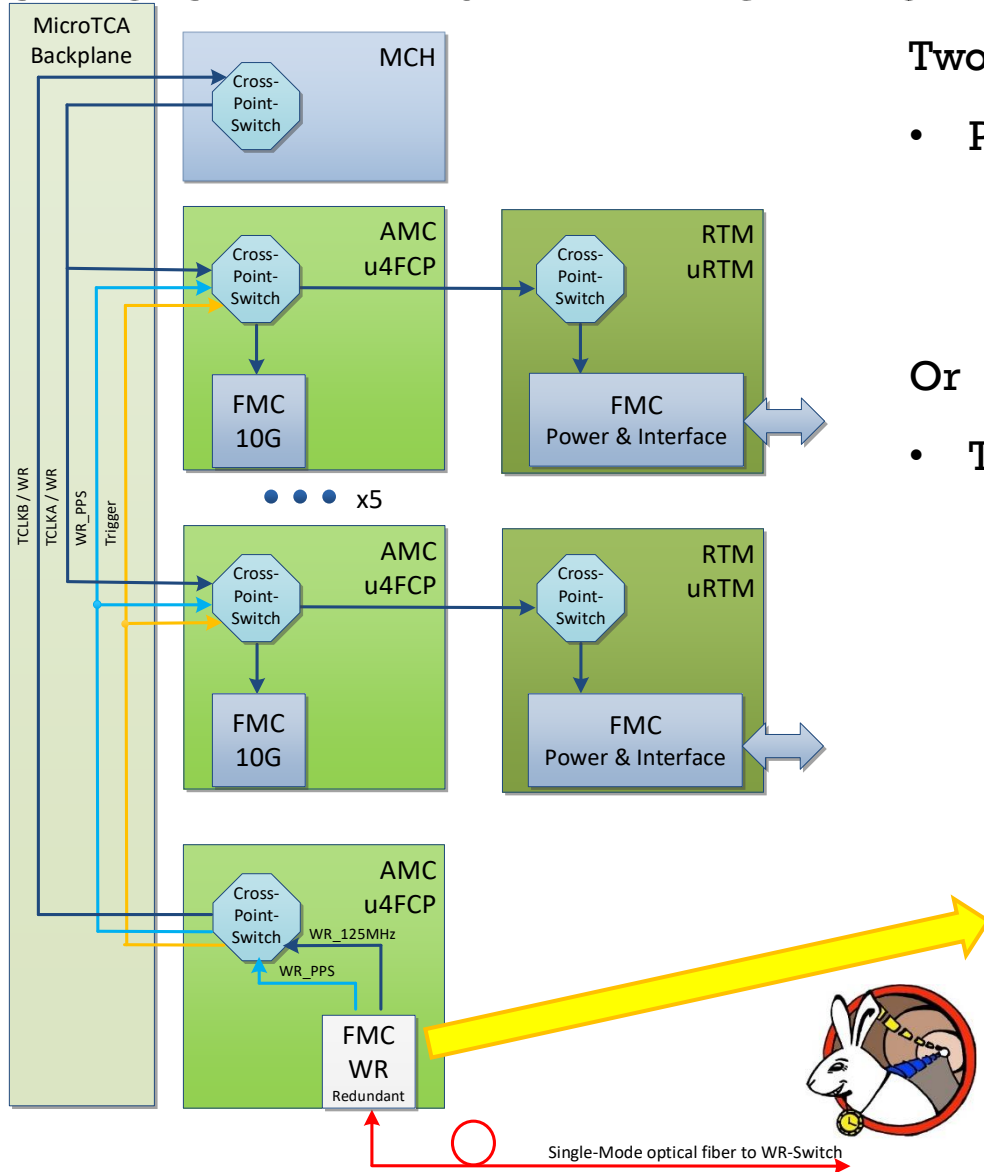 MicroTCA
Backplane
MCH
Cross-
Point-
Switch
Two
•
AMC
u4FCP
Cross-
Point-
Switch
FMC
10G
RTM
uRTM
Cross-
Point-
Switch
FMC
Power & Interface
Or
• T
TCLKB / WR
TCLKA / WR
WR_PPS
Trigger
• • • x5
AMC
u4FCP
Cross-
Point-
Switch
FMC
10G
RTM
uRTM
Cross-
Point-
Switch
FMC
Power & Interface
AMC
u4FCP
Cross-
Point-
Switch
WR_125MHz
WR_PPS
FMC
WR
Redundant
Single-Mode optical fiber to WR-Switch